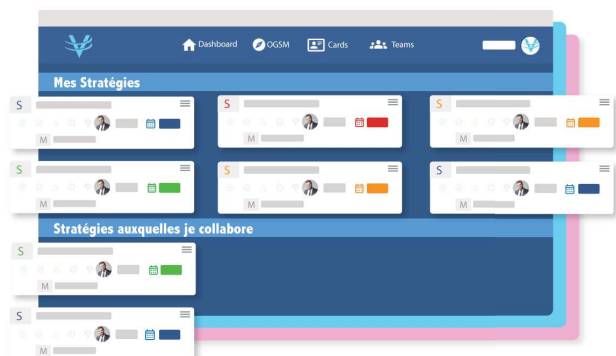 Dashboard OGSM Cards Teams
Mes Stratégies
S S S
M M M
S S S
M M M
Stratégies auxquelles je collabore
S
M
S
M